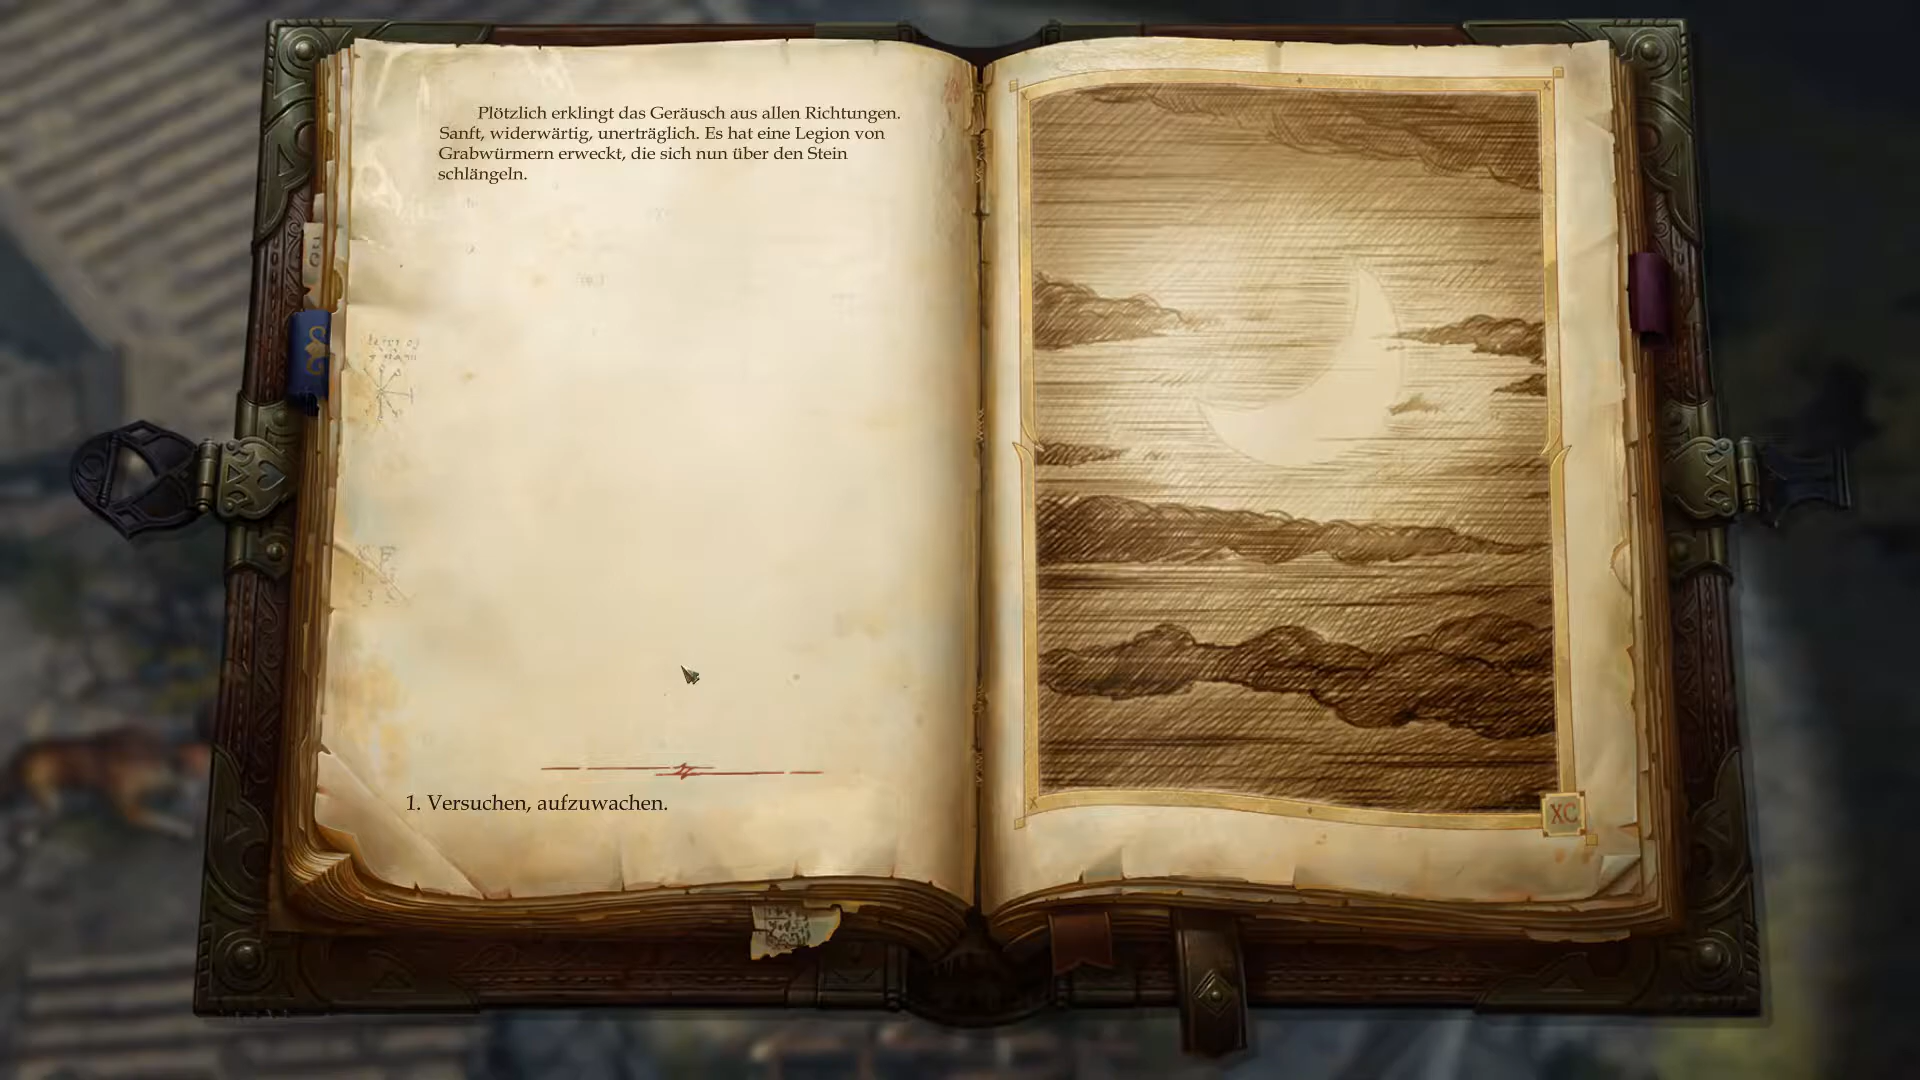 Plötzlich erklingt das Geräusch aus allen Richtungen.
Sanft, widerwärtig, unerträglich. Es hat eine Legion von
Grabwürmern erweckt, die sich nun über den Stein
schlängeln.
1. Versuchen, aufzuwachen.
XC